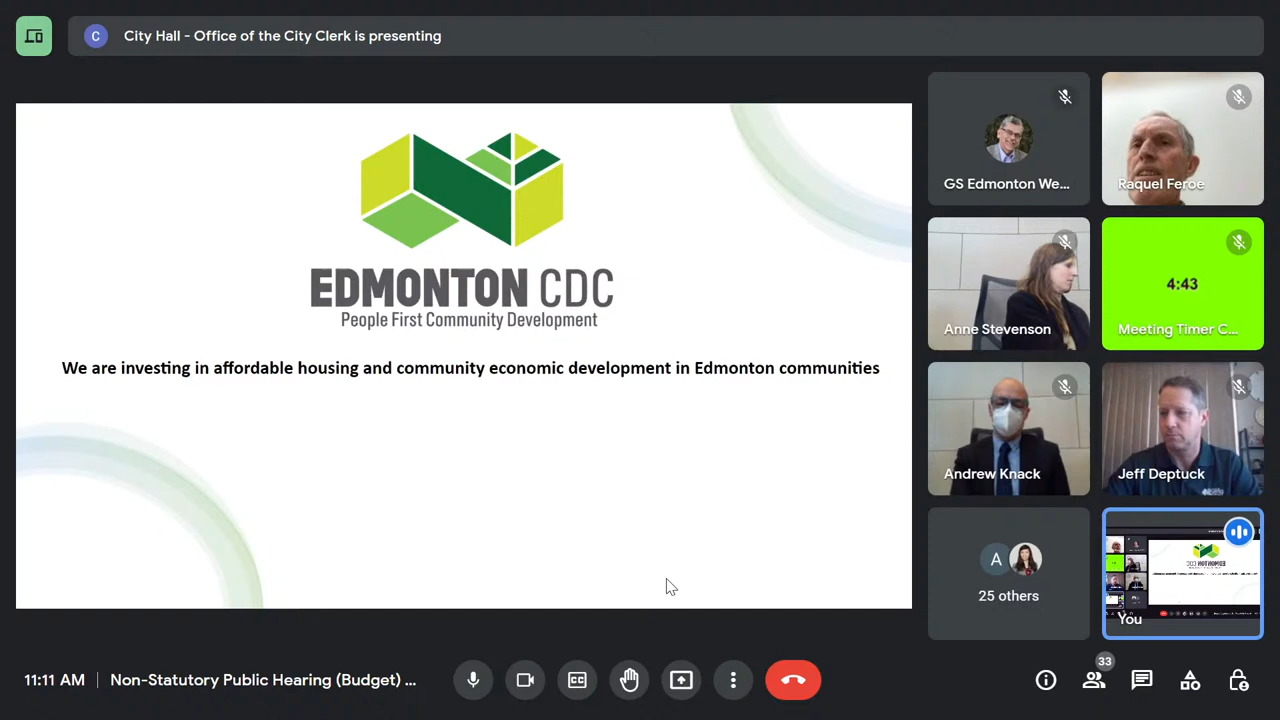 C City Hall - Office of the City Clerk is presenting
EDMONTON CDC
People First Community Development
We are investing in affordable housing and community economic development in Edmonton communities
GS Edmonton We...
Raquel Feroe
Anne Stevenson
4:43
Meeting Timer C...
Andrew Knack
Jeff Deptuck
A
25 others
You
11:11 AM | Non-Statutory Public Hearing (Budget) ...
CC
33